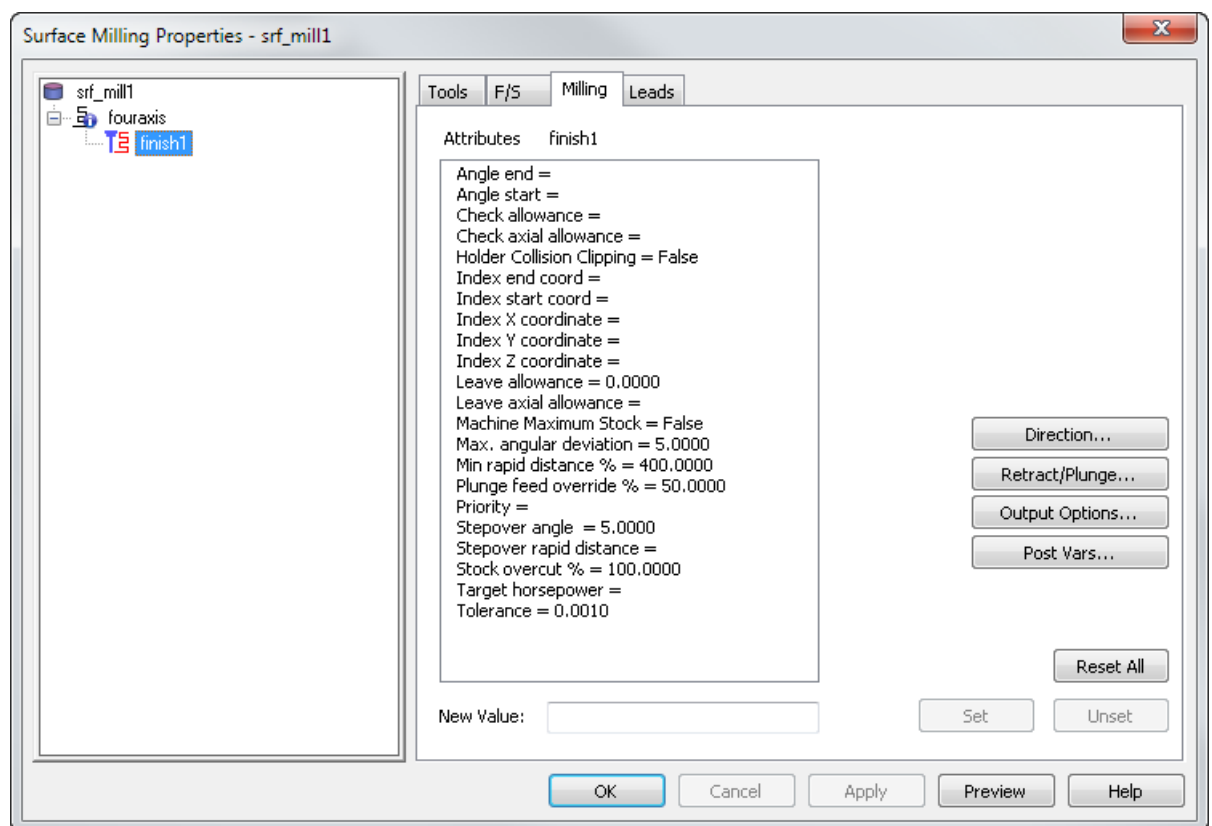 Surface Milling Properties - srf_mill1
srf_mill1
fouraxis
finish1
Tools F/S Milling Leads
Attributes finish1
Angle end =
Angle start =
Check allowance =
Check axial allowance =
Holder Collision Clipping = False
Index end coord =
Index start coord =
Index X coordinate =
Index Y coordinate =
Index Z coordinate =
Leave allowance = 0.0000
Leave axial allowance =
Machine Maximum Stock = False
Max. angular deviation = 5.0000
Min rapid distance % = 400.0000
Plunge feed override % = 50.0000
Priority =
Stepover angle = 5.0000
Stepover rapid distance =
Stock overcut % = 100.0000
Target horsepower =
Tolerance = 0.0010
Direction...
Retract/Plunge...
Output Options...
Post Vars...
Reset All
New Value: Set Unset
OK Cancel Apply Preview Help